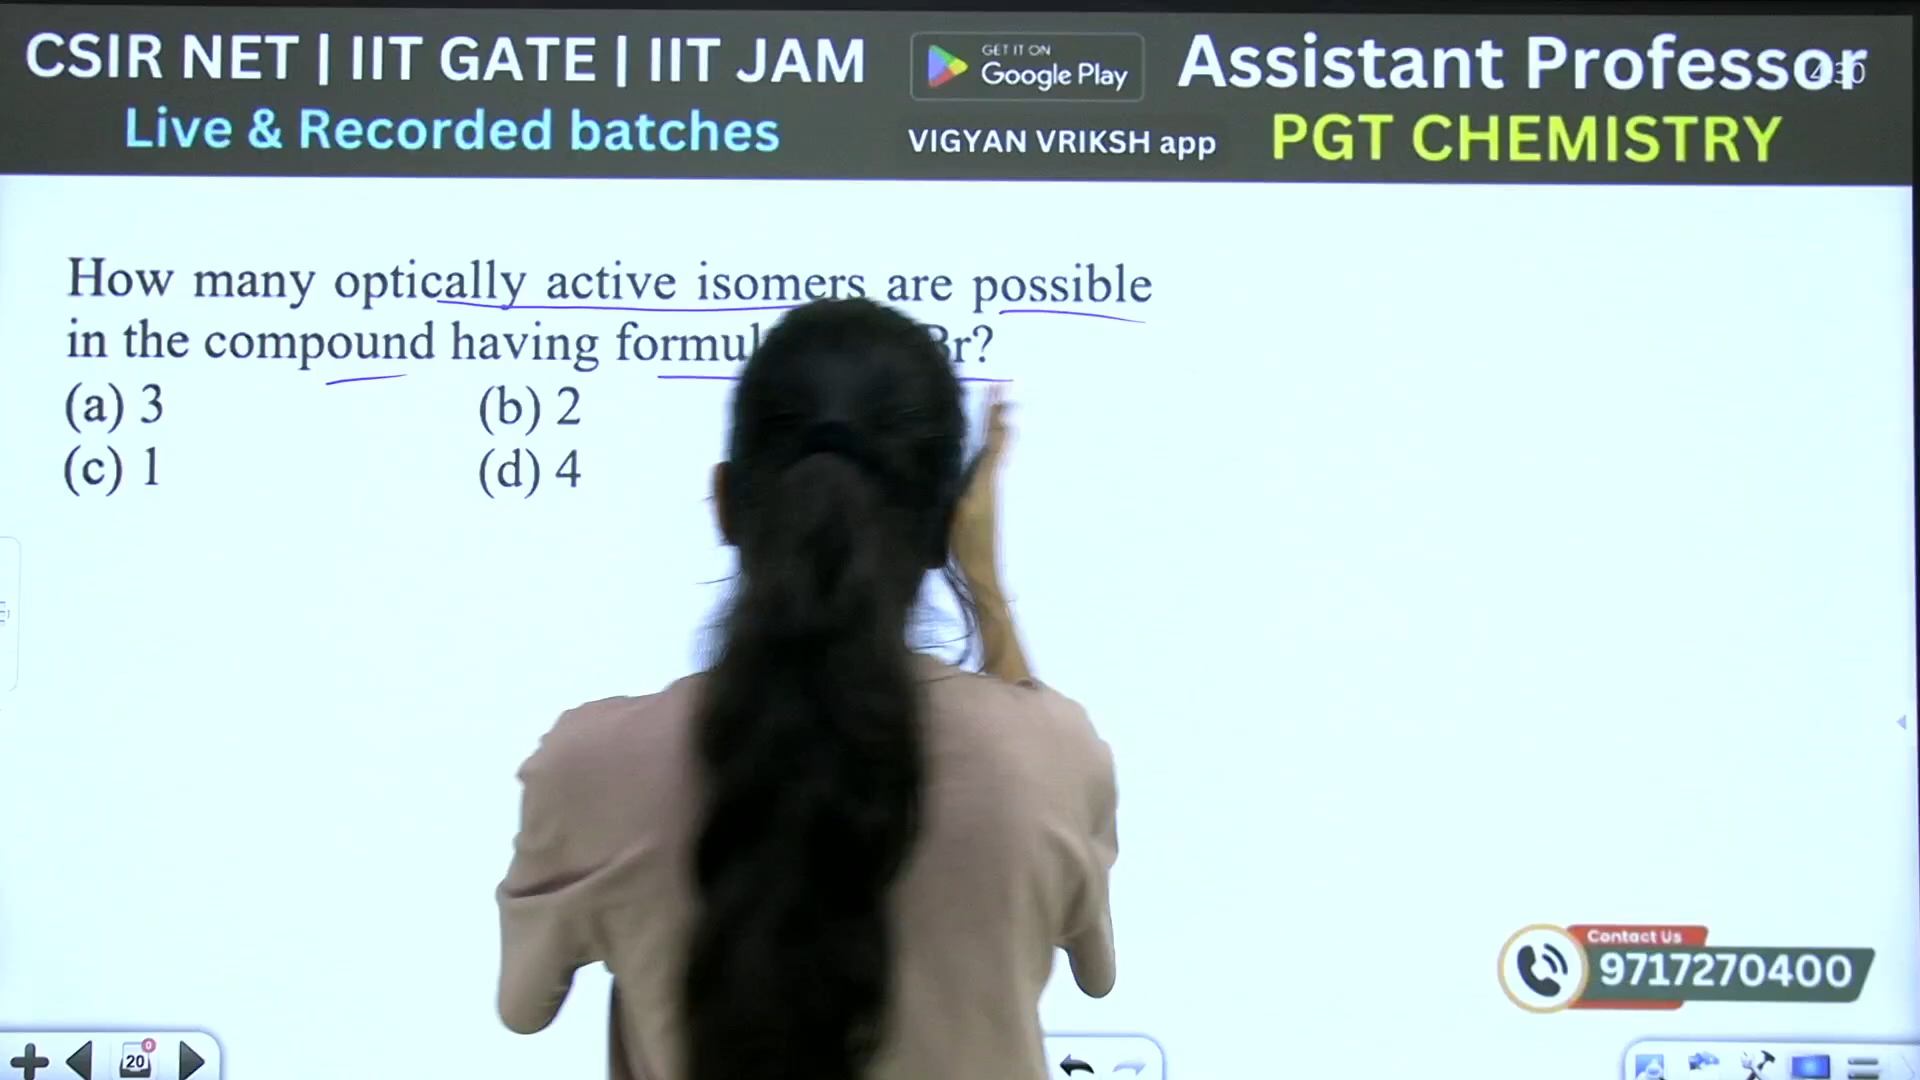 CSIR NET | IIT GATE | IIT JAM
Live & Recorded batches
GET IT ON
Google Play
VIGYAN VRIKSH app
Assistant Professor
PGT CHEMISTRY
How many optically active isomers are possible
in the compound having r?
(a) 3 (b) 2
(c) 1 (d) 4
Contact Us
9717270400
20
0